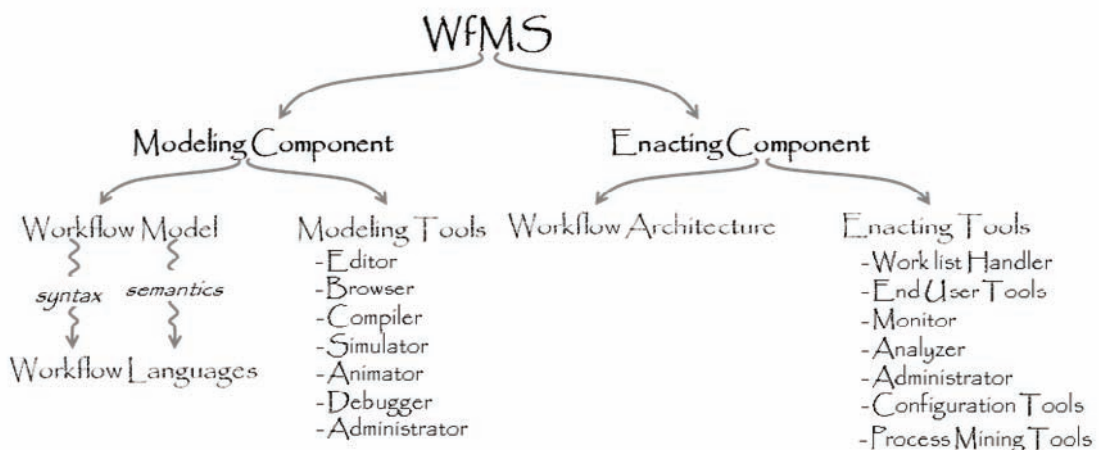 WfMS
Modeling Component
Enacting Component
Workflow Model
Modeling Tools
Workflow Architecture
Enacting Tools
syntax
semantics
Workflow Languages
-Editor
-Browser
-Compiler
-Simulator
-Animator
-Debugger
-Administrator
-Work list Handler
-End User Tools
-Monitor
-Analyzer
-Administrator
-Configuration Tools
-Process Mining Tools